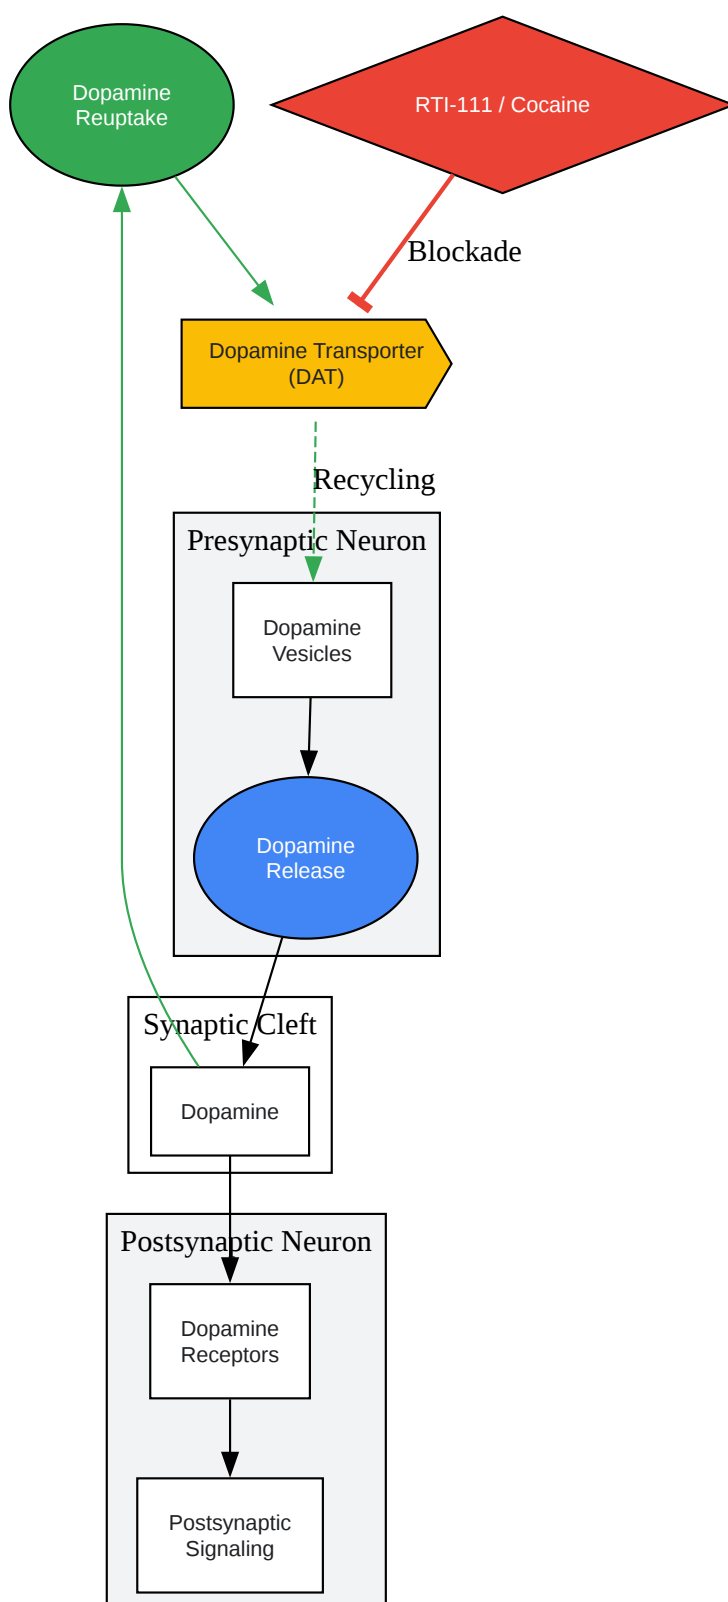 Dopamine
Reuptake
RTI-111 / Cocaine
Blockade
Dopamine Transporter
(DAT)
Recycling
Presynaptic Neuron
Dopamine
Vesicles
Dopamine
Release
Synaptic Cleft
Dopamine
Postsynaptic Neuron
Dopamine
Receptors
Postsynaptic
Signaling